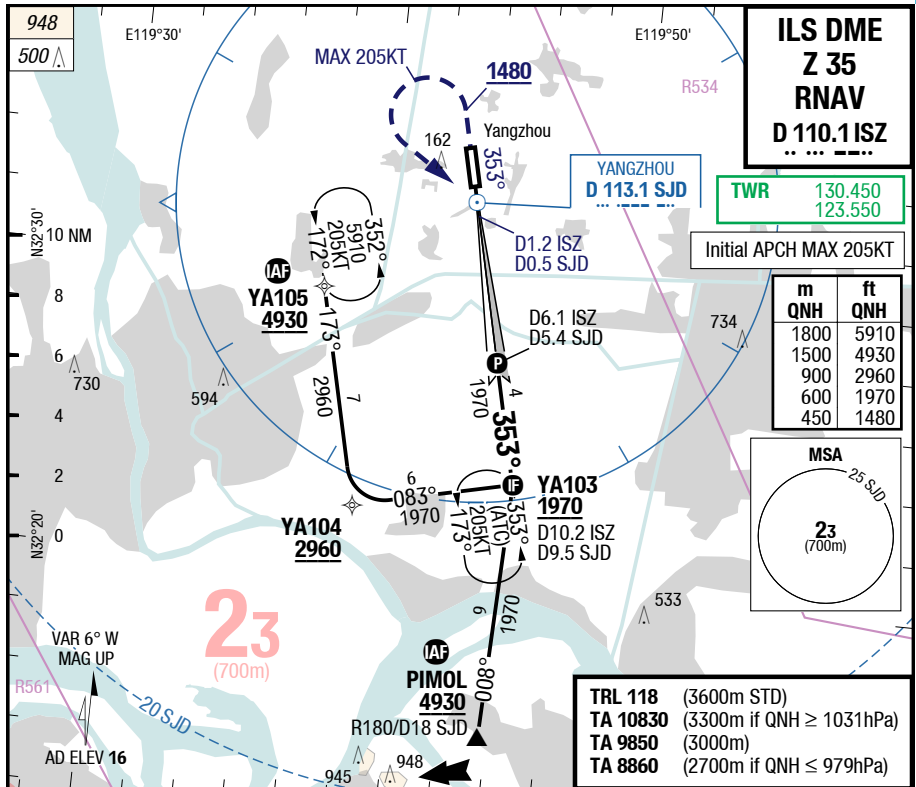 948
500
E119°30'
E119°50'
ILS DME
Z 35
RNAV
D 110.1 ISZ
MAX 205KT
1480
R534
162
Yangzhou
353°
YANGZHOU
D 113.1 SJD
TWR 130.450
123.550
Initial APCH MAX 205KT
N32°30'
10 NM
8
6
4
2
0
N32°20'
172°
205KT
5910
352°
IAF
YA105
4930
D1.2 ISZ
D0.5 SJD
m ft
QNH QNH
1800 5910
1500 4930
900 2960
600 1970
450 1480
734
D6.1 ISZ
D5.4 SJD
P
730
594
173°
2960
7
1970
4
353°
MSA
25 SJD
23
(700m)
6
083°
1970
IF
YA103
1970
D10.2 ISZ
D9.5 SJD
173°
205KT
(ATC)
353°
YA104
2960
533
23
(700m)
VAR 6° W
MAG UP
R561
20 SJD
AD ELEV 16
9
1970
008°
IAF
PIMOL
4930
R180/D18 SJD
945
948
TRL 118 (3600m STD)
TA 10830 (3300m if QNH ≥ 1031hPa)
TA 9850 (3000m)
TA 8860 (2700m if QNH ≤ 979hPa)